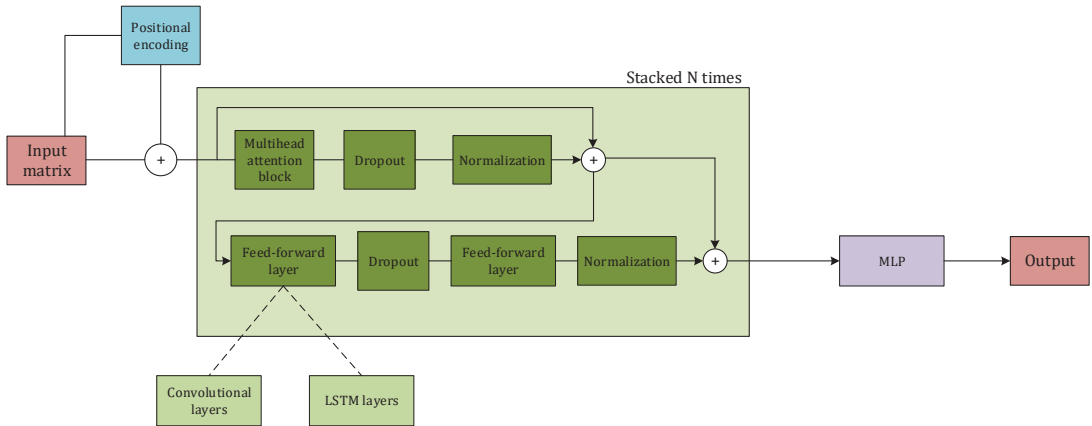 Positional
encoding
Stacked N times
Input
matrix
+
Multihead
attention
block
Dropout
Normalization
+
Feed-forward
layer
Dropout
Feed-forward
layer
Normalization
+
MLP
Output
Convolutional
layers
LSTM layers